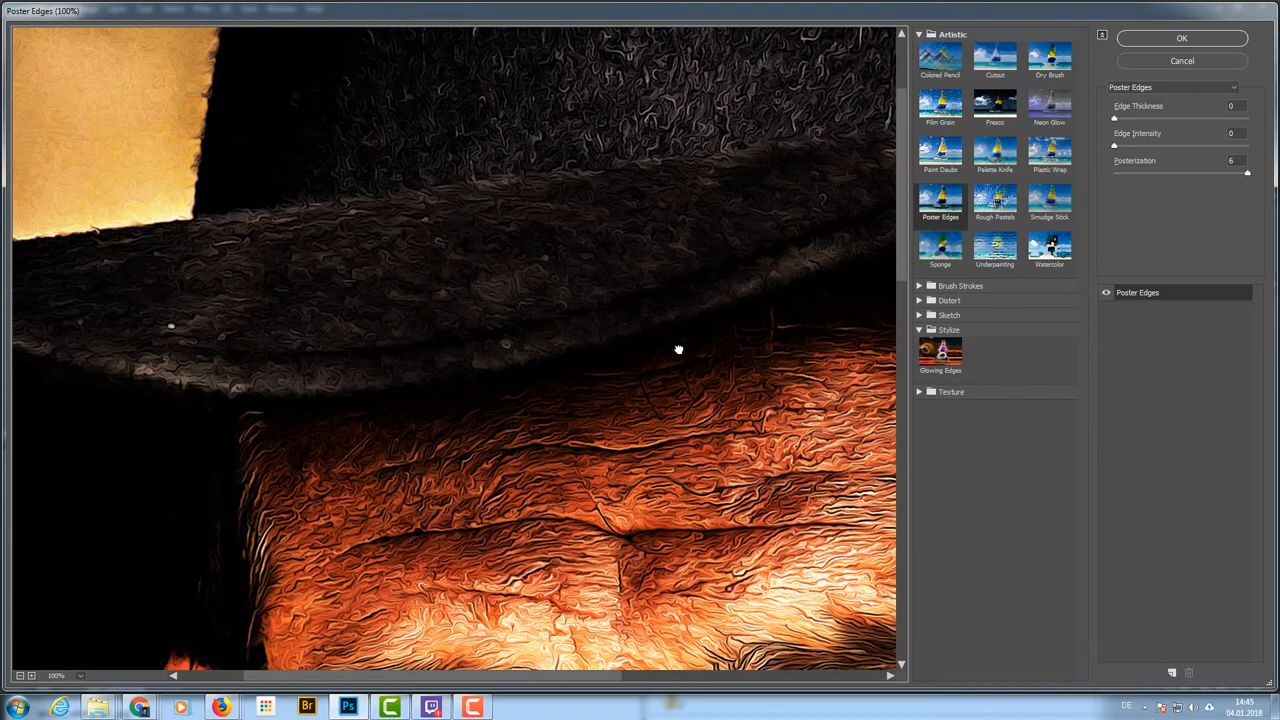 Poster Edges (100%)
Artistic
Colored Pencil
Cutout
Dry Brush
Film Grain
Fresco
Neon Glow
Paint Daubs
Palette Knife
Plastic Wrap
Poster Edges
Rough Pastels
Smudge Stick
Sponge
Underpainting
Watercolor
Brush Strokes
Distort
Sketch
Stylize
Glowing Edges
Texture
OK
Cancel
Poster Edges
Edge Thickness 0
Edge Intensity 0
Posterization 6
Poster Edges
100%
Br
Ps
DE
14:45
04.01.2018